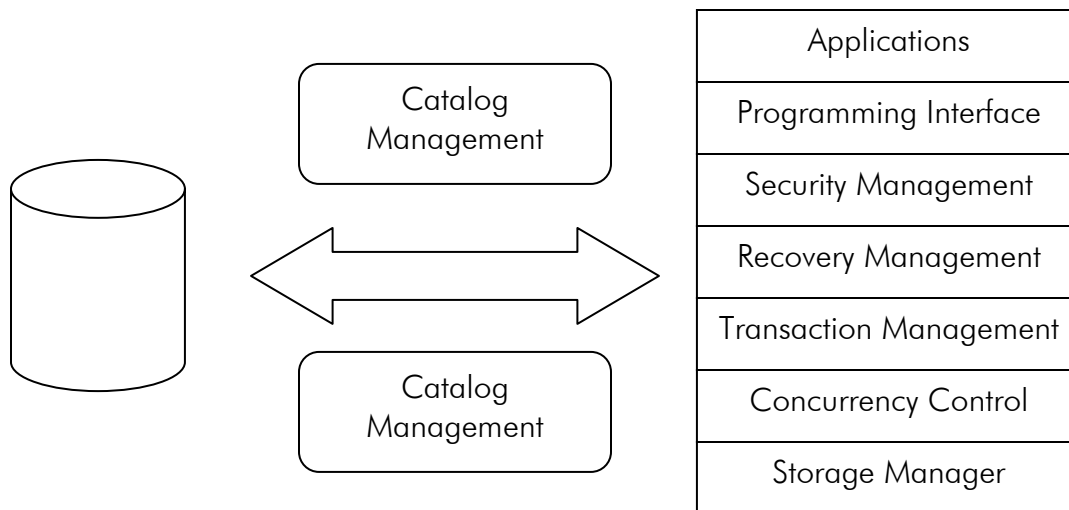 Catalog
Management
Catalog
Management
Applications
Programming Interface
Security Management
Recovery Management
Transaction Management
Concurrency Control
Storage Manager